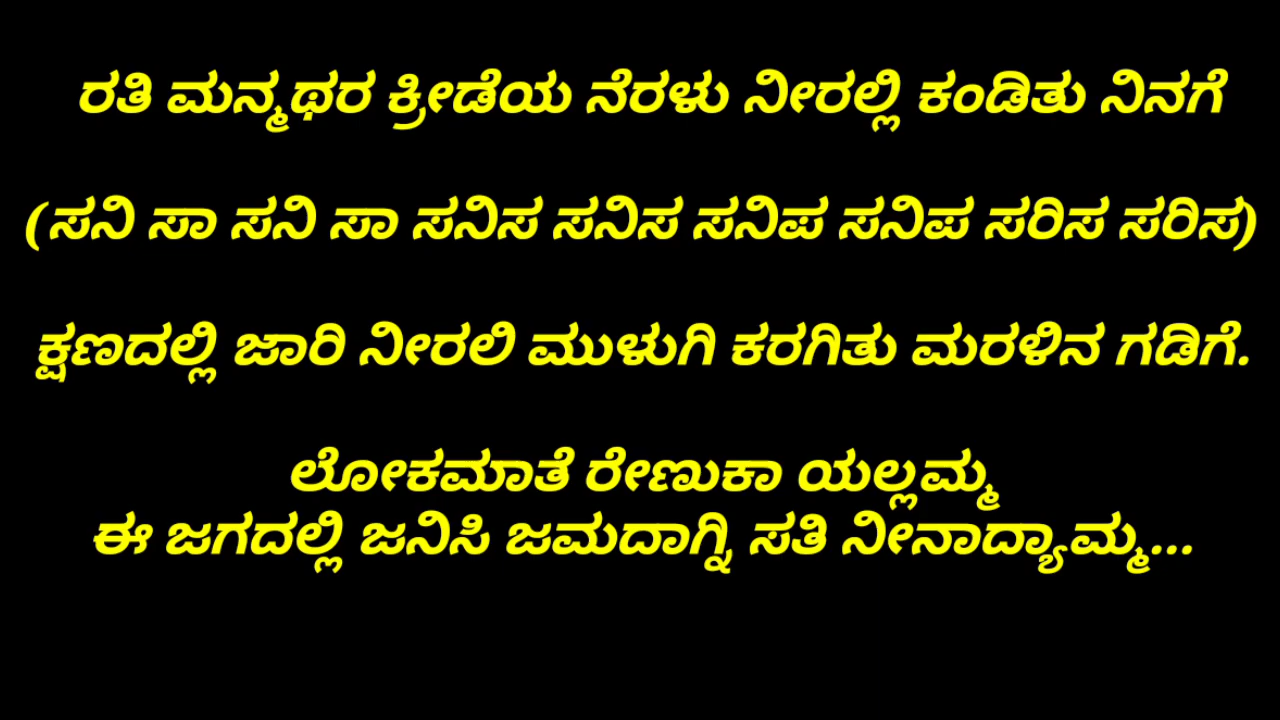 ರತಿ ಮನ್ಮಥರ ಕ್ರೀಡೆಯ ನೆರಳು ನೀರಲ್ಲಿ ಕಂಡಿತು ನಿನಗೆ
(ಸನಿ ಸಾ ಸನಿ ಸಾ ಸನಿಸ ಸನಿಸ ಸನಿಪ ಸನಿಪ ಸರಿಸ ಸರಿಸ)
ಕ್ಷಣದಲ್ಲಿ ಜಾರಿ ನೀರಲಿ ಮುಳುಗಿ ಕರಗಿತು ಮರಳಿನ ಗಡಿಗೆ.
ಲೋಕಮಾತೆ ರೇಣುಕಾ ಯಲ್ಲಮ್ಮ
ಈ ಜಗದಲ್ಲಿ ಜನಿಸಿ ಜಮದಾಗ್ನಿ ಸತಿ ನೀನಾದ್ಯಾಮ್ಮ...